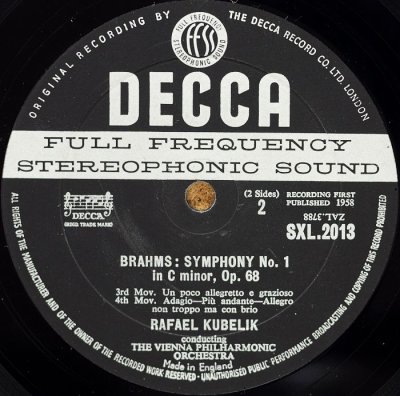 ORIGINAL RECORDING BY
THE DECCA RECORD CO. LTD. LONDON
FULL FREQUENCY
ffss
STEREOPHONIC SOUND
DECCA
FULL FREQUENCY
STEREOPHONIC SOUND
DECCA
REGD. TRADE MARK
(2 Sides)
2
RECORDING FIRST
PUBLISHED 1958
ZAL.3788
SXL.2013
BRAHMS: SYMPHONY No. 1
in C minor, Op. 68
3rd Mov. Un poco allegretto e grazioso
4th Mov. Adagio—Più andante—Allegro
non troppo ma con brio
RAFAEL KUBELIK
conducting
THE VIENNA PHILHARMONIC
ORCHESTRA
Made in England
ALL RIGHTS OF THE MANUFACTURER AND OF THE OWNER OF THE RECORDED WORK RESERVED · UNAUTHORISED PUBLIC PERFORMANCE BROADCASTING AND COPYING OF THIS RECORD PROHIBITED